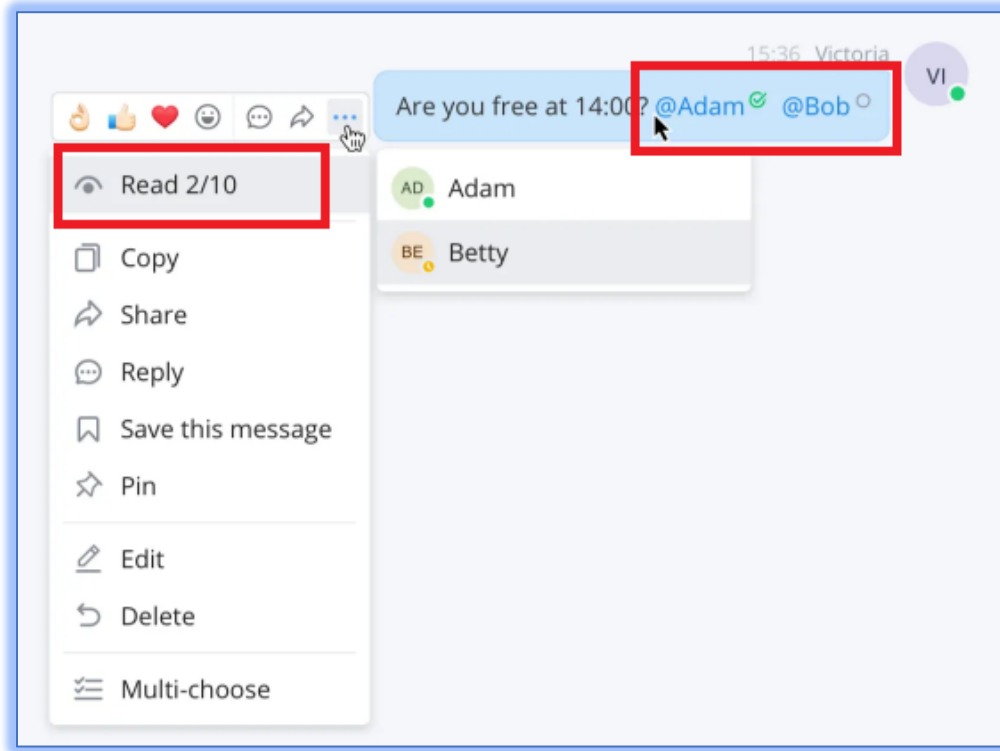 15:36 Victoria
VI
Are you free at 14:00? @Adam @Bob
Read 2/10
AD Adam
BE Betty
Copy
Share
Reply
Save this message
Pin
Edit
Delete
Multi-choose